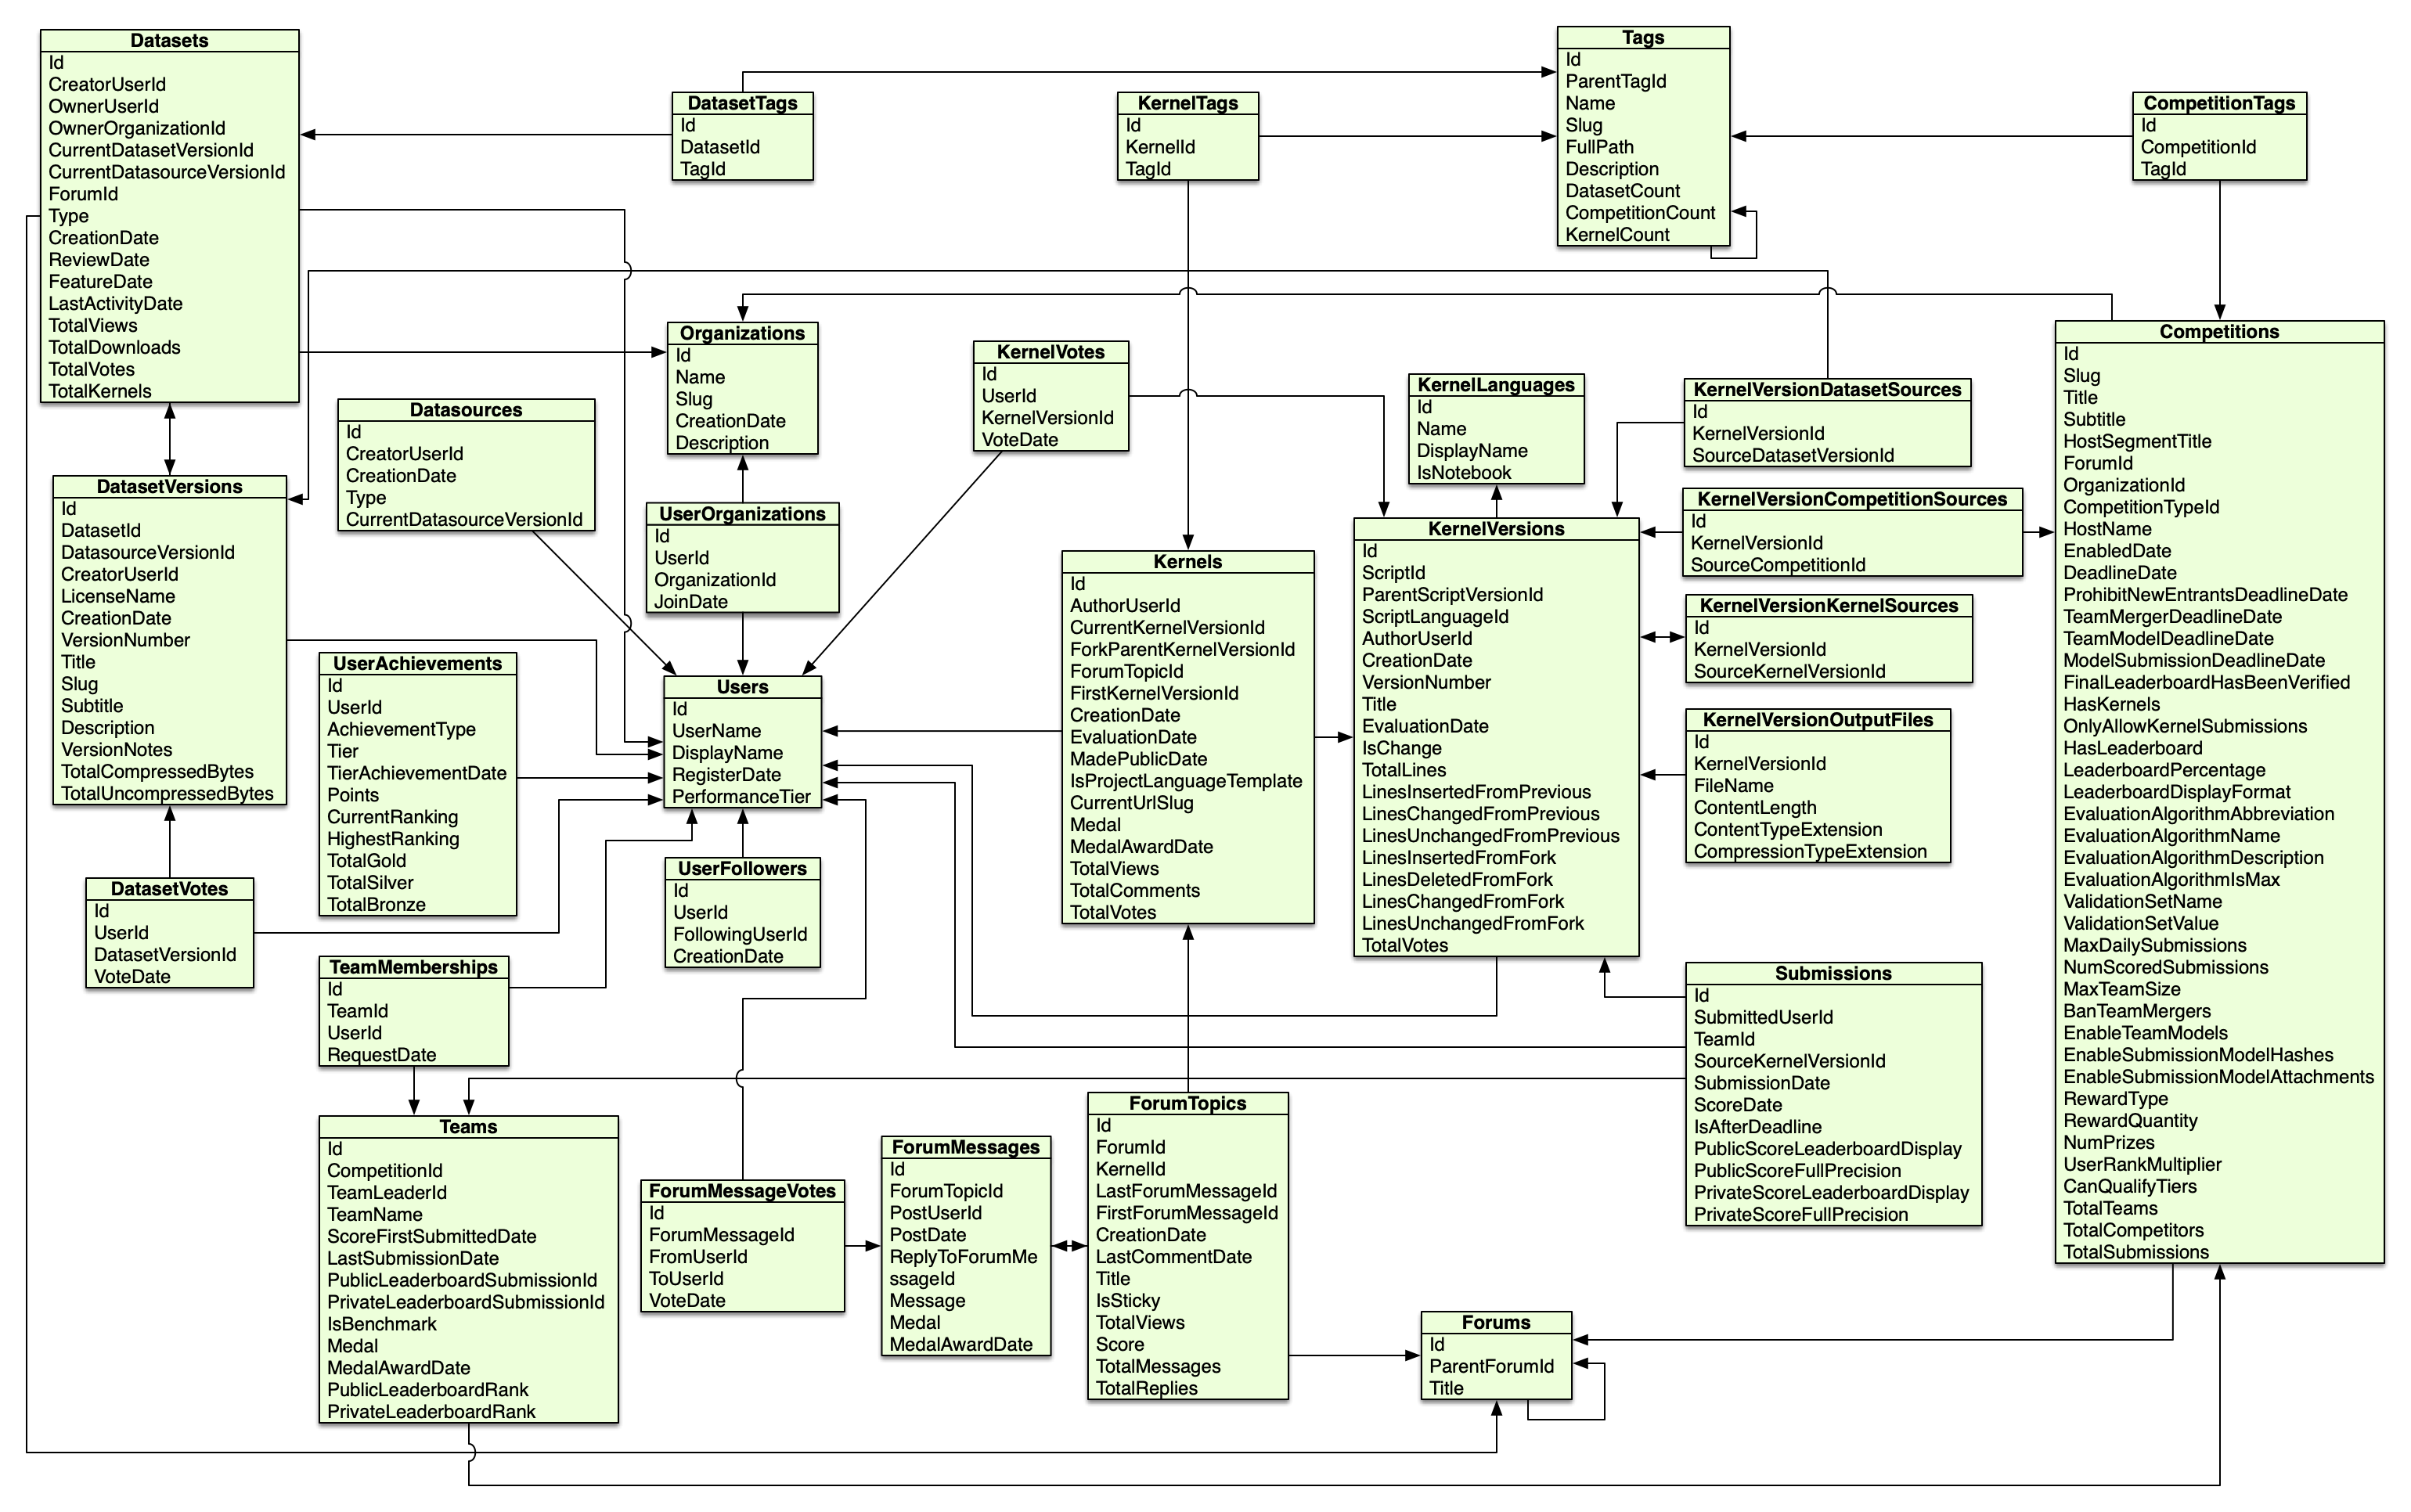 Datasets
Id
CreatorUserId
OwnerUserId
OwnerOrganizationId
CurrentDatasetVersionId
CurrentDatasourceVersionId
ForumId
Type
CreationDate
ReviewDate
FeatureDate
LastActivityDate
TotalViews
TotalDownloads
TotalVotes
TotalKernels
DatasetTags
Id
DatasetId
TagId
KernelTags
Id
KernelId
TagId
Tags
Id
ParentTagId
Name
Slug
FullPath
Description
DatasetCount
CompetitionCount
KernelCount
CompetitionTags
Id
CompetitionId
TagId
Organizations
Id
Name
Slug
CreationDate
Description
KernelVotes
Id
UserId
KernelVersionId
VoteDate
KernelLanguages
Id
Name
DisplayName
IsNotebook
KernelVersionDatasetSources
Id
KernelVersionId
SourceDatasetVersionId
Competitions
Id
Slug
Title
Subtitle
HostSegmentTitle
ForumId
OrganizationId
CompetitionTypeId
HostName
EnabledDate
DeadlineDate
ProhibitNewEntrantsDeadlineDate
TeamMergerDeadlineDate
TeamModelDeadlineDate
ModelSubmissionDeadlineDate
FinalLeaderboardHasBeenVerified
HasKernels
OnlyAllowKernelSubmissions
HasLeaderboard
LeaderboardPercentage
LeaderboardDisplayFormat
EvaluationAlgorithmAbbreviation
EvaluationAlgorithmName
EvaluationAlgorithmDescription
EvaluationAlgorithmIsMax
ValidationSetName
ValidationSetValue
MaxDailySubmissions
NumScoredSubmissions
MaxTeamSize
BanTeamMergers
EnableTeamModels
EnableSubmissionModelHashes
EnableSubmissionModelAttachments
RewardType
RewardQuantity
NumPrizes
UserRankMultiplier
CanQualifyTiers
TotalTeams
TotalCompetitors
TotalSubmissions
Datasources
Id
CreatorUserId
CreationDate
Type
CurrentDatasourceVersionId
DatasetVersions
Id
DatasetId
DatasourceVersionId
CreatorUserId
LicenseName
CreationDate
VersionNumber
Title
Slug
Subtitle
Description
VersionNotes
TotalCompressedBytes
TotalUncompressedBytes
UserOrganizations
Id
UserId
OrganizationId
JoinDate
Kernels
Id
AuthorUserId
CurrentKernelVersionId
ForkParentKernelVersionId
ForumTopicId
FirstKernelVersionId
CreationDate
EvaluationDate
MadePublicDate
IsProjectLanguageTemplate
CurrentUrlSlug
Medal
MedalAwardDate
TotalViews
TotalComments
TotalVotes
KernelVersions
Id
ScriptId
ParentScriptVersionId
ScriptLanguageId
AuthorUserId
CreationDate
VersionNumber
Title
EvaluationDate
IsChange
TotalLines
LinesInsertedFromPrevious
LinesChangedFromPrevious
LinesUnchangedFromPrevious
LinesInsertedFromFork
LinesDeletedFromFork
LinesChangedFromFork
LinesUnchangedFromFork
TotalVotes
KernelVersionCompetitionSources
Id
KernelVersionId
SourceCompetitionId
KernelVersionKernelSources
Id
KernelVersionId
SourceKernelVersionId
KernelVersionOutputFiles
Id
KernelVersionId
FileName
ContentLength
ContentTypeExtension
CompressionTypeExtension
UserAchievements
Id
UserId
AchievementType
Tier
TierAchievementDate
Points
CurrentRanking
HighestRanking
TotalGold
TotalSilver
TotalBronze
Users
Id
UserName
DisplayName
RegisterDate
PerformanceTier
UserFollowers
Id
UserId
FollowingUserId
CreationDate
DatasetVotes
Id
UserId
DatasetVersionId
VoteDate
TeamMemberships
Id
TeamId
UserId
RequestDate
Submissions
Id
SubmittedUserId
TeamId
SourceKernelVersionId
SubmissionDate
ScoreDate
IsAfterDeadline
PublicScoreLeaderboardDisplay
PublicScoreFullPrecision
PrivateScoreLeaderboardDisplay
PrivateScoreFullPrecision
Teams
Id
CompetitionId
TeamLeaderId
TeamName
ScoreFirstSubmittedDate
LastSubmissionDate
PublicLeaderboardSubmissionId
PrivateLeaderboardSubmissionId
IsBenchmark
Medal
MedalAwardDate
PublicLeaderboardRank
PrivateLeaderboardRank
ForumMessageVotes
Id
ForumMessageId
FromUserId
ToUserId
VoteDate
ForumMessages
Id
ForumTopicId
PostUserId
PostDate
ReplyToForumMe
ssageId
Message
Medal
MedalAwardDate
ForumTopics
Id
ForumId
KernelId
LastForumMessageId
FirstForumMessageId
CreationDate
LastCommentDate
Title
IsSticky
TotalViews
Score
TotalMessages
TotalReplies
Forums
Id
ParentForumId
Title